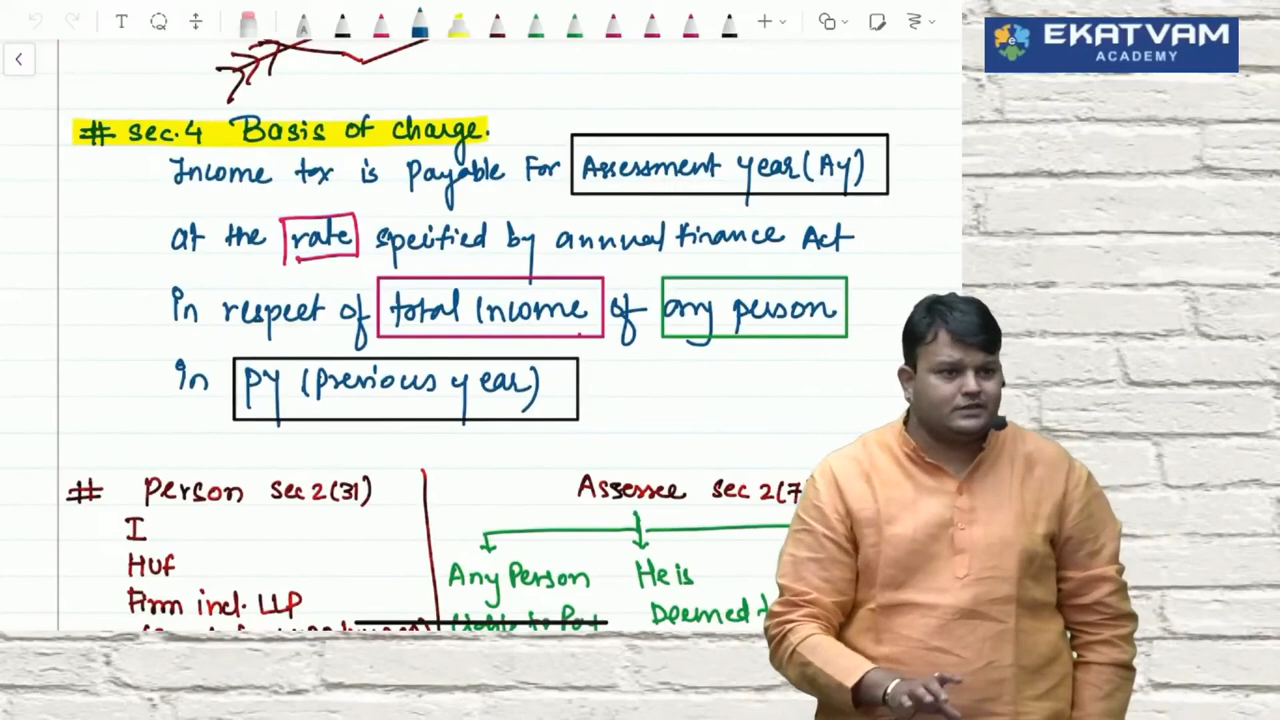 EKATVAM
ACADEMY
# sec.4 Basis of charge.
Income tax is payable for Assessment year (AY)
at the rate specified by annual finance Act
In respect of total Income of any person
In PY (Previous year)
# Person sec 2(31)
I
Huf
Firm incl. LLP
Assessee sec 2(7
Any Person
He is
Deemed